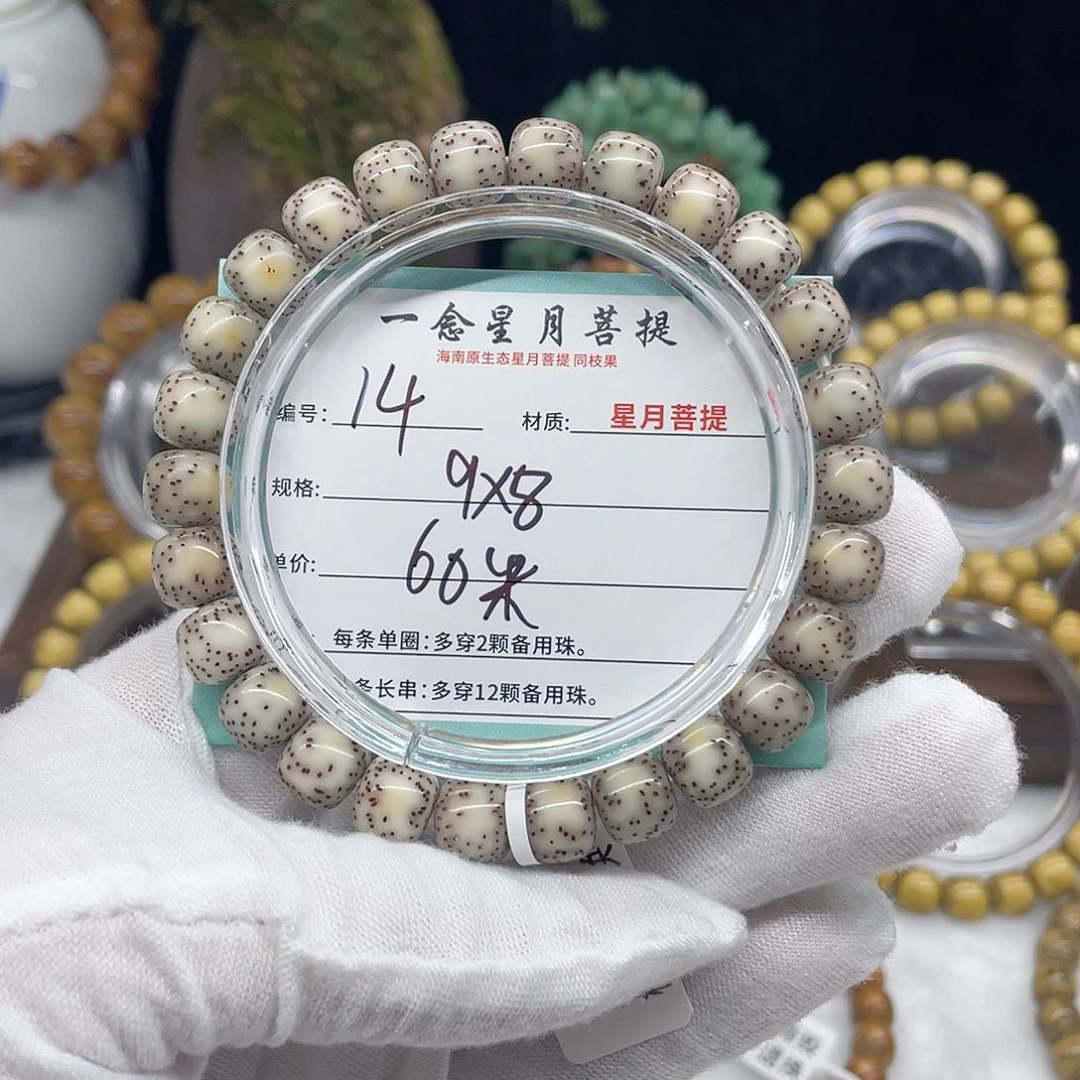 一念星月菩提
海南原生态星月菩提 同枝果
编号: 14 材质: 星月菩提
规格: 9X8
单价: 60米
每条单圈:多穿2颗备用珠。
条长串:多穿12颗备用珠。